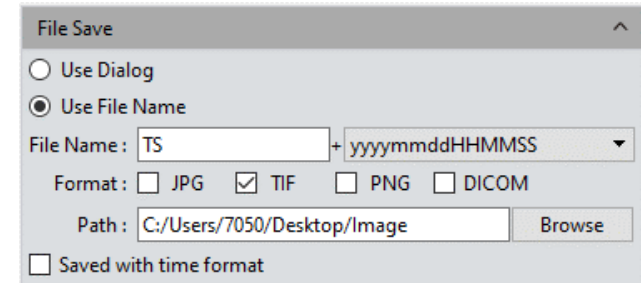 File Save
Use Dialog
Use File Name
File Name : TS + yyyymmddHHMMSS
Format : JPG TIF PNG DICOM
Path : C:/Users/7050/Desktop/Image Browse
Saved with time format